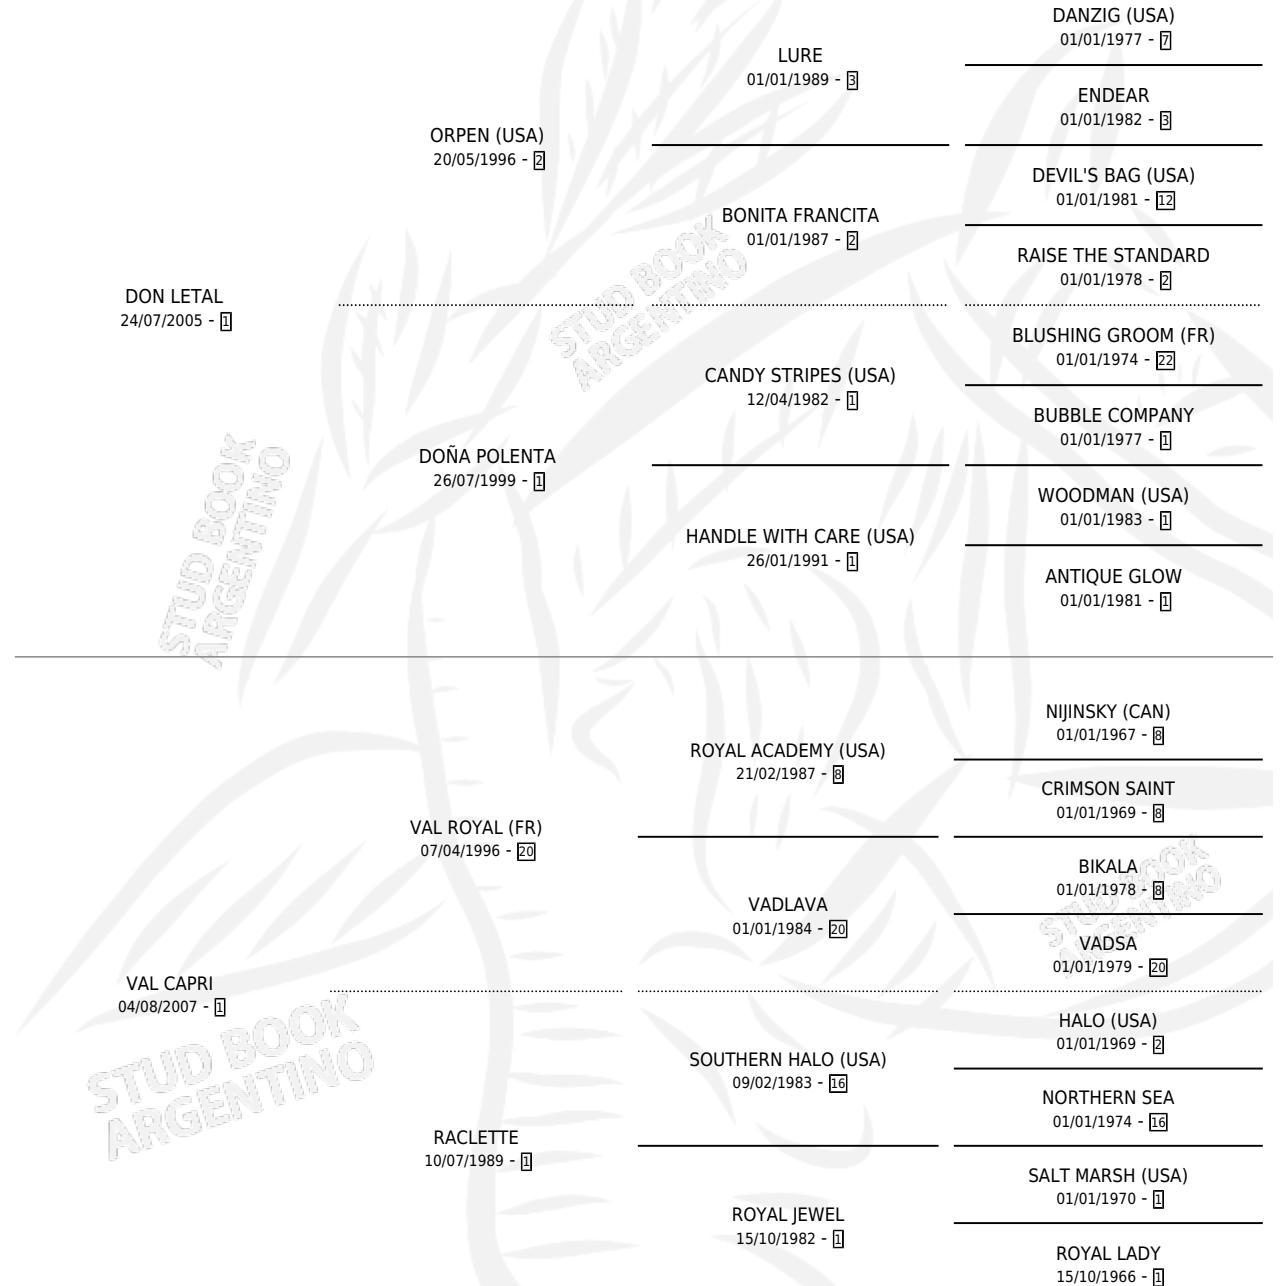 DANZIG (USA)
01/01/1977 - 7
LURE
01/01/1989 - 3
ENDEAR
01/01/1982 - 3
ORPEN (USA)
20/05/1996 - 2
DEVIL'S BAG (USA)
01/01/1981 - 12
BONITA FRANCITA
01/01/1987 - 2
RAISE THE STANDARD
01/01/1978 - 2
DON LETAL
24/07/2005 - 1
STUD BOOK
ARGENTINO
BLUSHING GROOM (FR)
01/01/1974 - 22
CANDY STRIPES (USA)
12/04/1982 - 1
BUBBLE COMPANY
01/01/1977 - 1
DOÑA POLENTA
26/07/1999 - 1
WOODMAN (USA)
01/01/1983 - 1
HANDLE WITH CARE (USA)
26/01/1991 - 1
ANTIQUE GLOW
01/01/1981 - 1
STUD BOOK
ARGENTINO
NIJINSKY (CAN)
01/01/1967 - 8
ROYAL ACADEMY (USA)
21/02/1987 - 8
CRIMSON SAINT
01/01/1969 - 8
VAL ROYAL (FR)
07/04/1996 - 20
BIKALA
01/01/1978 - 8
VADLAVA
01/01/1984 - 20
STUD BOOK
ARGENTINO
VADSA
01/01/1979 - 20
VAL CAPRI
04/08/2007 - 1
HALO (USA)
01/01/1969 - 2
SOUTHERN HALO (USA)
09/02/1983 - 16
STUD BOOK
ARGENTINO
NORTHERN SEA
01/01/1974 - 16
RACLETTE
10/07/1989 - 1
SALT MARSH (USA)
01/01/1970 - 1
ROYAL JEWEL
15/10/1982 - 1
ROYAL LADY
15/10/1966 - 1